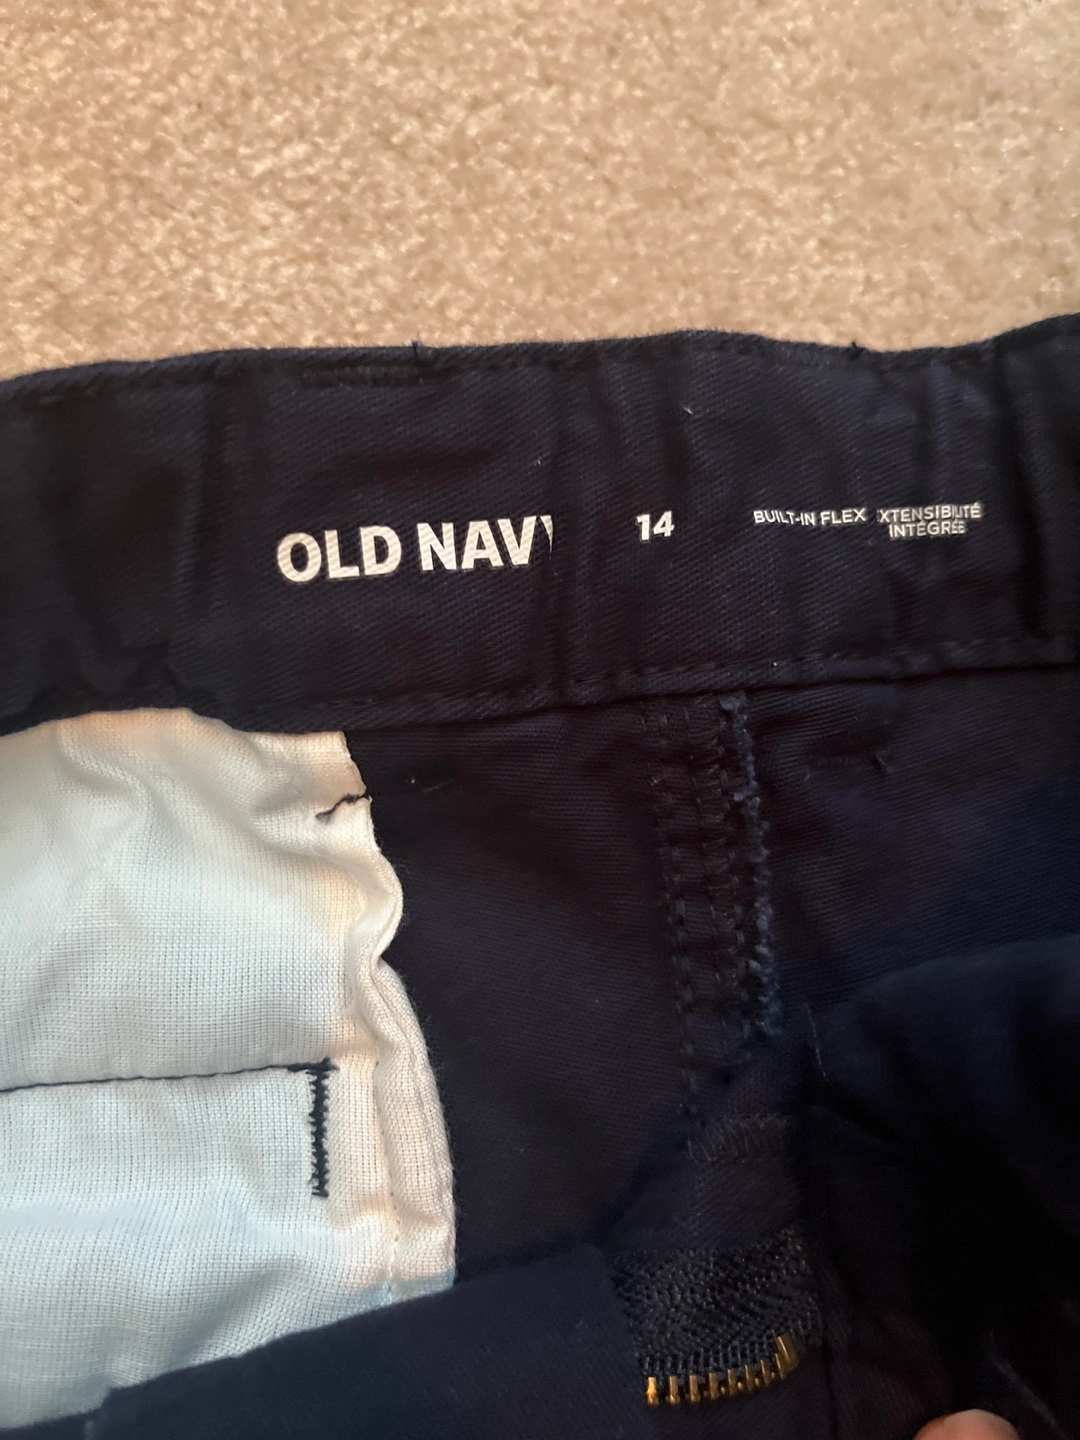 OLD NAVY
14
BUILT-IN FLEX
XTENSIBILITÉ
INTÉGRÉE